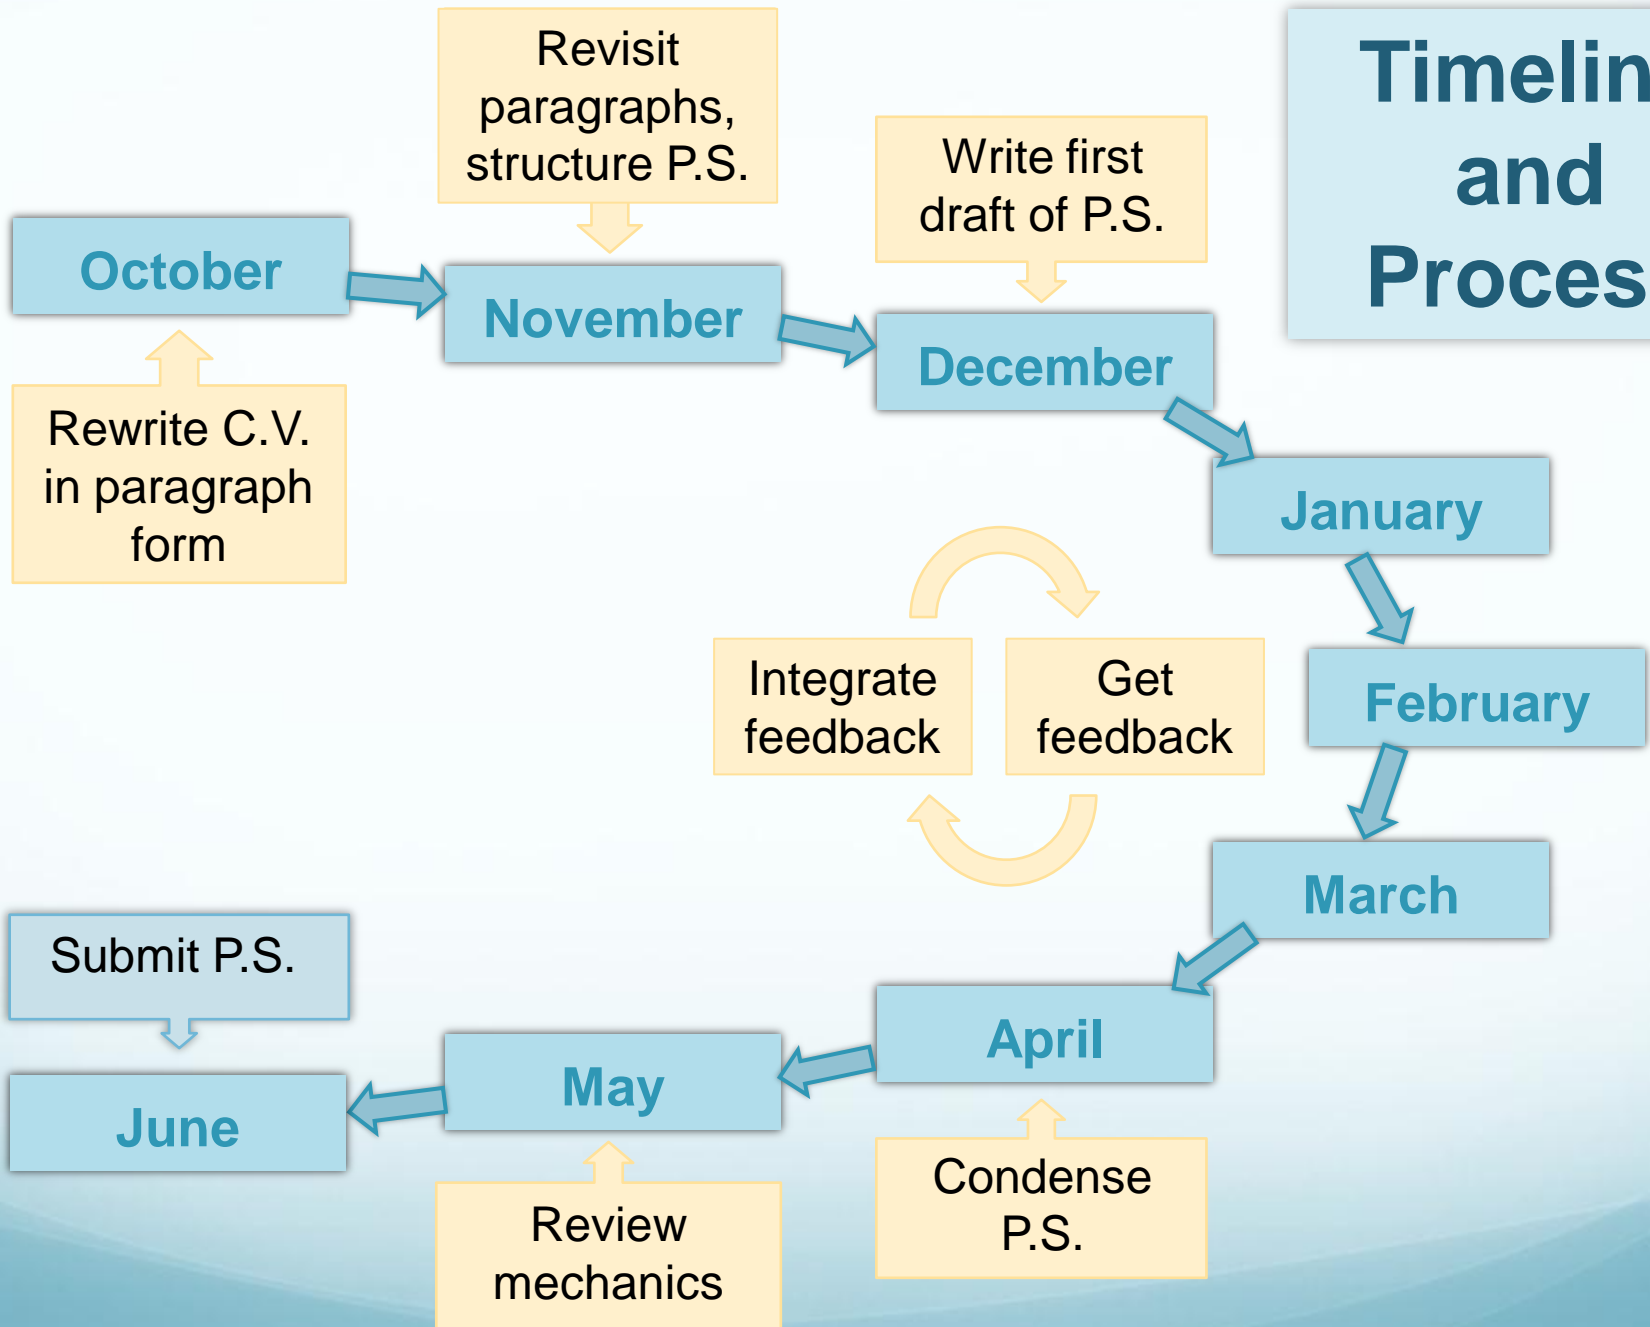 Timelin
and
Proces
Revisit
paragraphs,
structure P.S.
Write first
draft of P.S.
October
November
December
Rewrite C.V.
in paragraph
form
January
Integrate
feedback
Get
feedback
February
March
Submit P.S.
April
May
June
Condense
P.S.
Review
mechanics